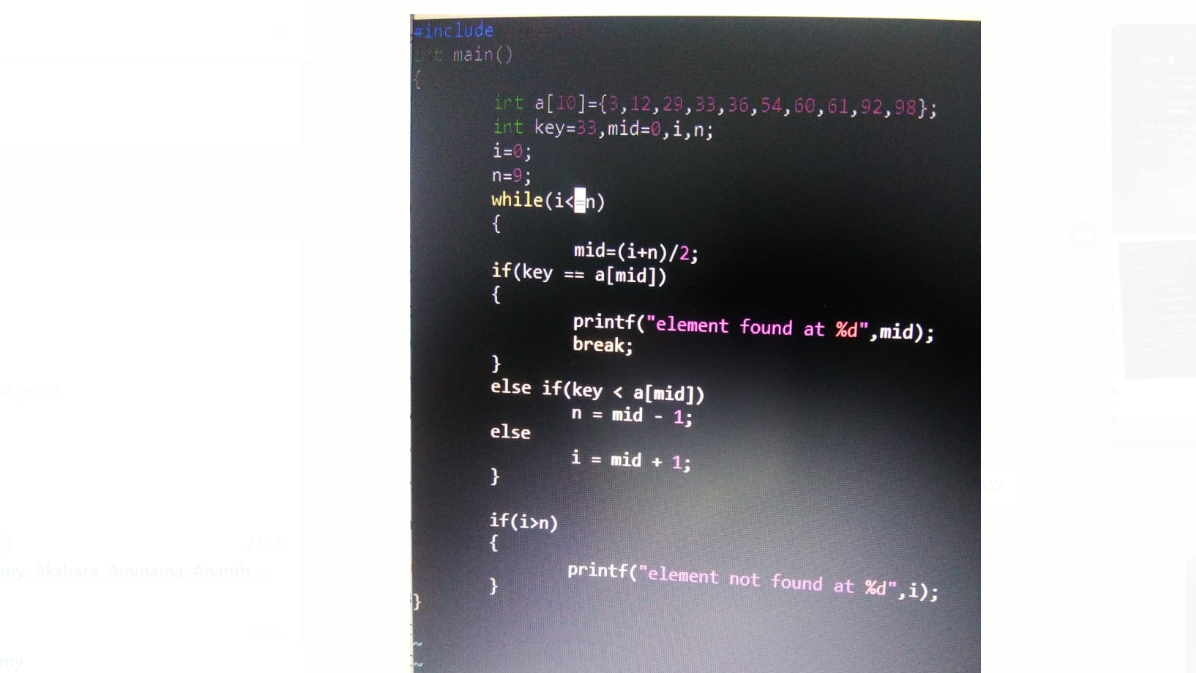 #include
int main()
{
int a[10]={3,12,29,33,36,54,60,61,92,98};
int key=33,mid=0,i,n;
i=0;
n=9;
while(i<=n)
{
mid=(i+n)/2;
if(key == a[mid])
{
printf("element found at %d",mid);
break;
}
else if(key < a[mid])
n = mid - 1;
else
i = mid + 1;
}
if(i>n)
{
printf("element not found at %d",i);
}
}
~
~
et good.
21:13
my, Akshara, Ammama, Ananth, ...
my